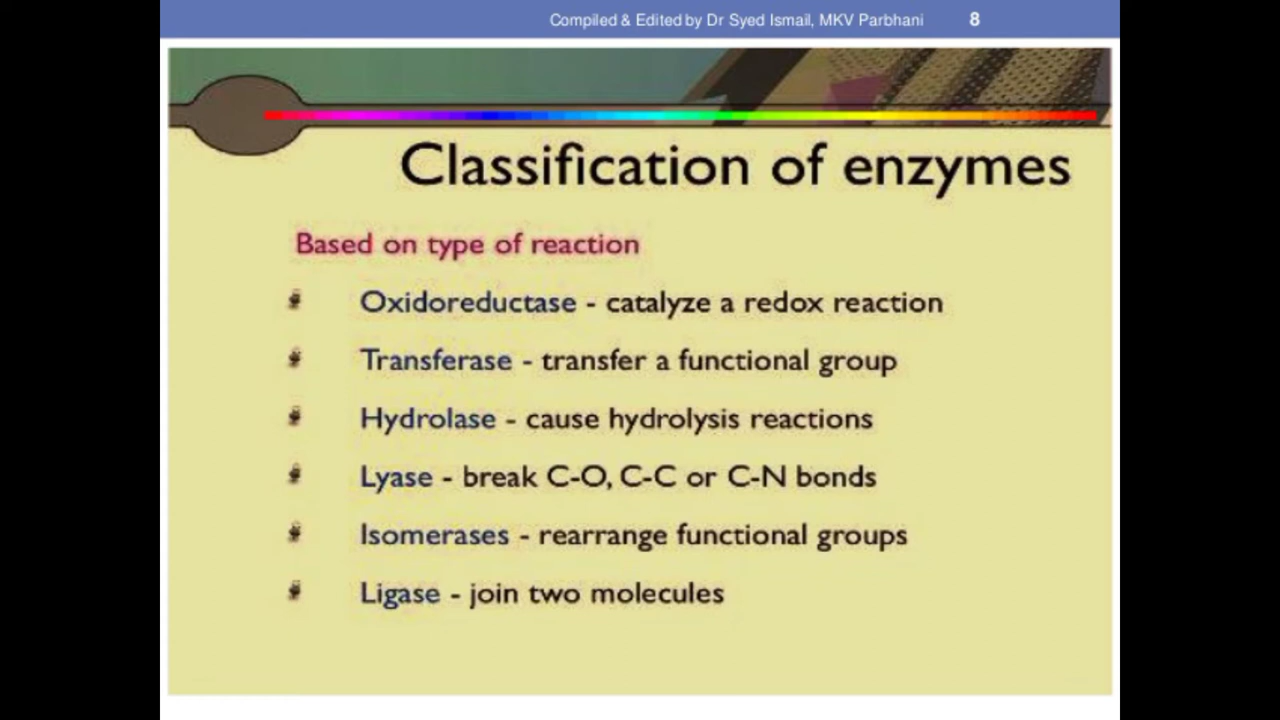 Compiled & Edited by Dr Syed Ismail, MKV Parbhani 8
Classification of enzymes
Based on type of reaction
Oxidoreductase - catalyze a redox reaction
Transferase - transfer a functional group
Hydrolase - cause hydrolysis reactions
Lyase - break C-O, C-C or C-N bonds
Isomerases - rearrange functional groups
Ligase - join two molecules